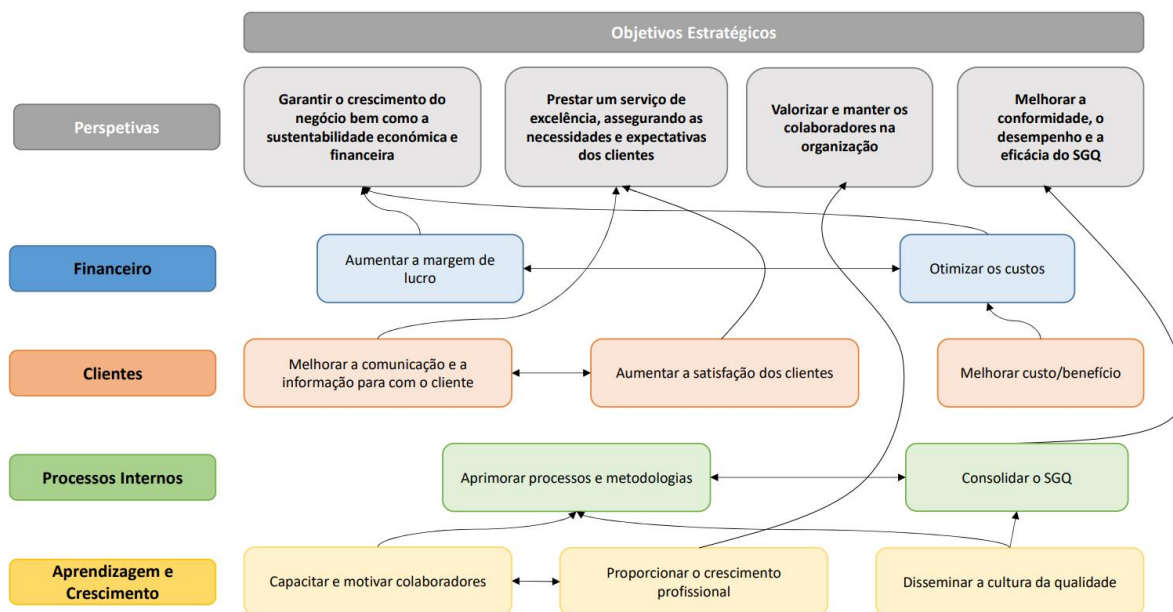 Objetivos Estratégicos
Perspetivas
Garantir o crescimento do
negócio bem como a
sustentabilidade económica e
financeira
Prestar um serviço de
excelência, assegurando as
necessidades e expectativas
dos clientes
Valorizar e manter os
colaboradores na
organização
Melhorar a
conformidade, o
desempenho e a
eficácia do SGQ
Financeiro
Aumentar a margem de
lucro
Otimizar os custos
Clientes
Melhorar a comunicação e a
informação para com o cliente
Aumentar a satisfação dos clientes
Melhorar custo/benefício
Processos Internos
Aprimorar processos e metodologias
Consolidar o SGQ
Aprendizagem e
Crescimento
Capacitar e motivar colaboradores
Proporcionar o crescimento
profissional
Disseminar a cultura da qualidade